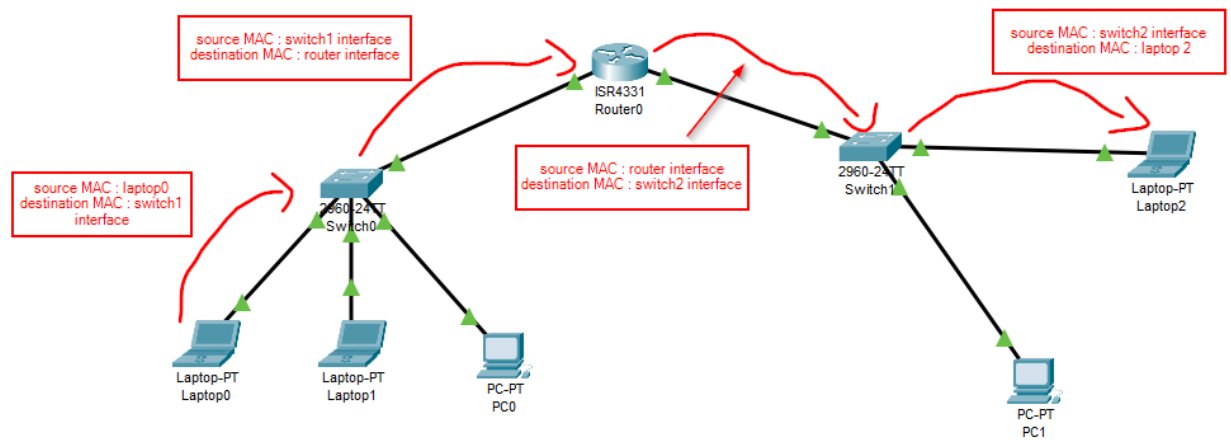 source MAC : switch1 interface
destination MAC : router interface
source MAC : switch2 interface
destination MAC : laptop 2
ISR4331
Router0
source MAC : router interface
destination MAC : switch2 interface
2960-24TT
Switch1
Laptop-PT
Laptop2
source MAC : laptop0
destination MAC : switch1
interface
2960-24TT
Switch0
Laptop-PT
Laptop0
Laptop-PT
Laptop1
PC-PT
PC0
PC-PT
PC1